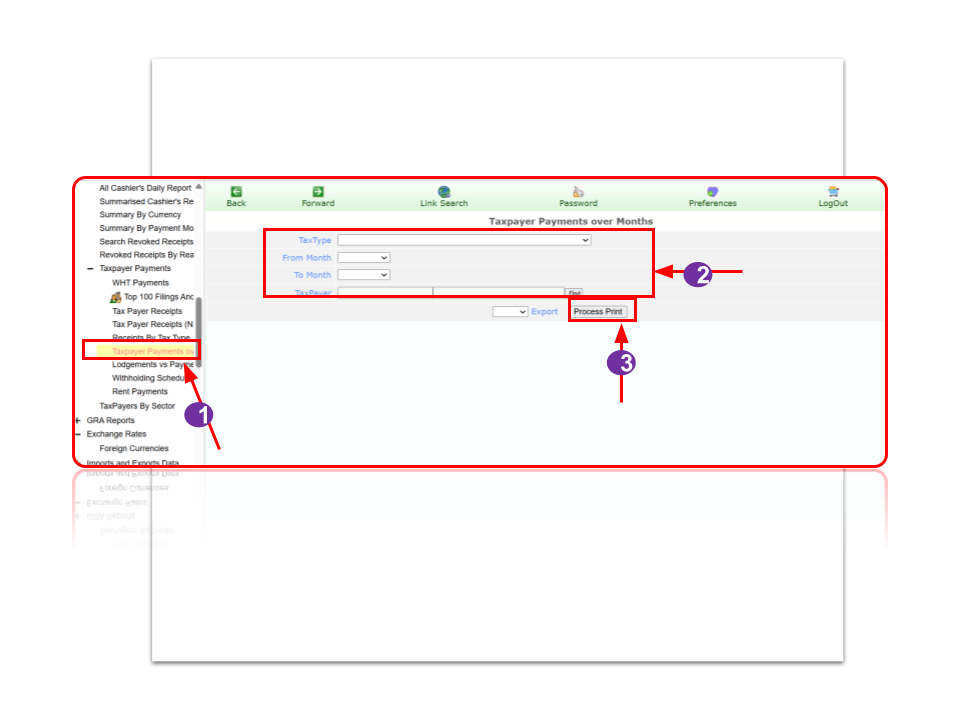 All Cashier's Daily Report
Summarised Cashier's Re
Summary By Currency
Summary By Payment Mo
Search Revoked Receipts
Revoked Receipts By Rea
Taxpayer Payments
WHT Payments
Top 100 Filings Anc
Tax Payer Receipts
Tax Payer Receipts (N
Receipts By Tax Type
Taxpayer Payments ov
Lodgements vs Payme
Withholding Schedu
Rent Payments
TaxPayers By Sector
GRA Reports
Exchange Rates
Foreign Currencies
Imports and Exports Data
Back
Forward
Link Search
Password
Preferences
LogOut
Taxpayer Payments over Months
TaxType
From Month
To Month
TaxPayer
Find
Export
Process Print
1
2
3